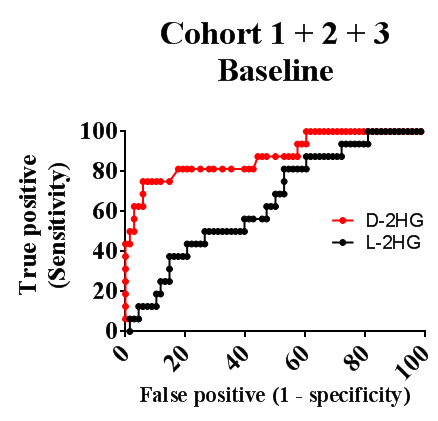 Cohort 1 + 2 + 3
Baseline
True positive
(Sensitivity)
100
80
60
40
20
0
D-2HG
L-2HG
0
20
40
60
80
100
False positive (1 - specificity)